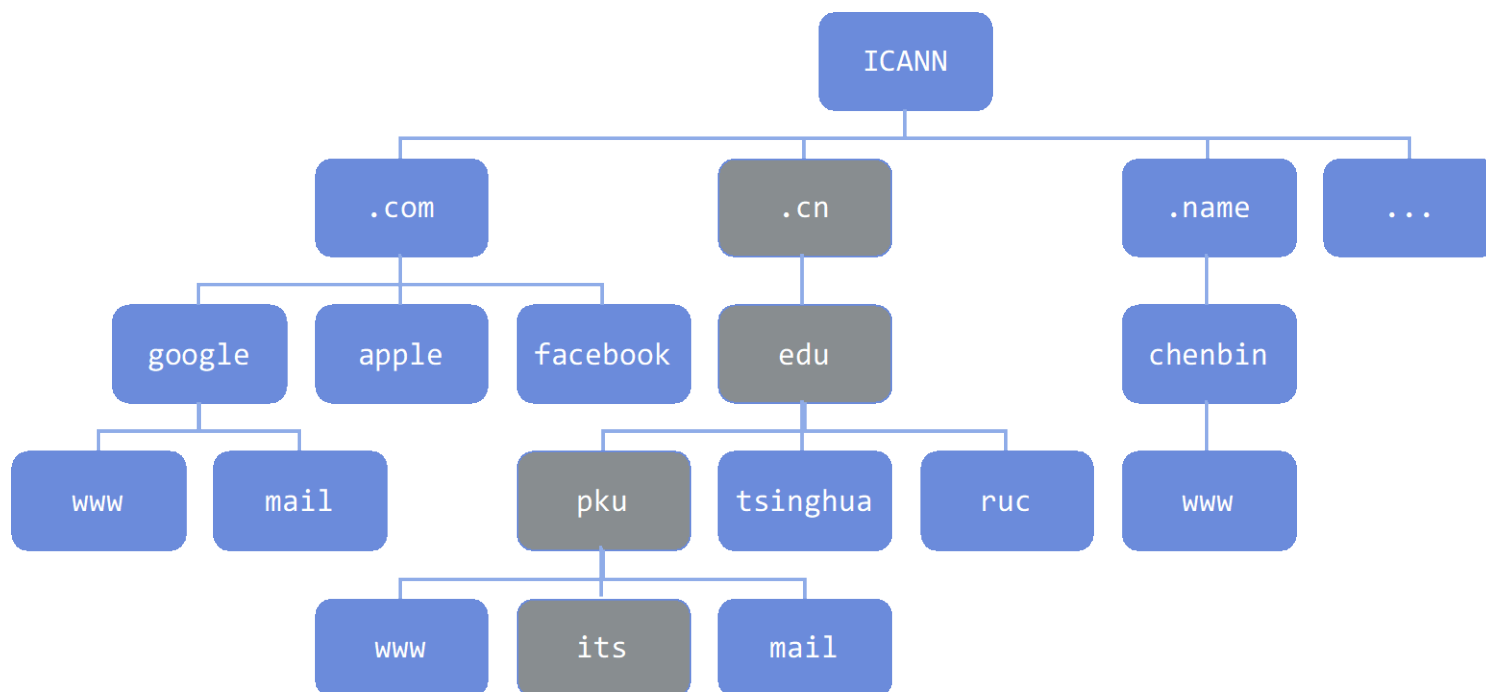 ICANN
.com
.cn
.name
...
google
apple
facebook
edu
chenbin
www
mail
pku
tsinghua
ruc
www
www
its
mail